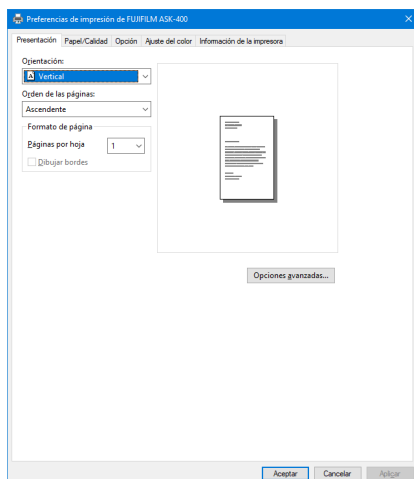 Preferencias de impresión de FUJIFILM ASK-400
Presentación Papel/Calidad Opción Ajuste del color Información de la impresora
Orientación:
A Vertical
Orden de las páginas:
Ascendente
Formato de página
Páginas por hoja 1
Dibujar bordes
Opciones avanzadas...
Aceptar Cancelar Aplicar